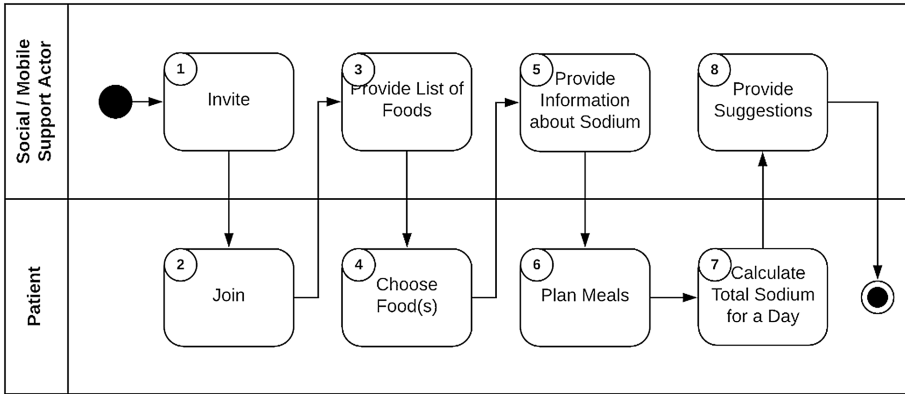 Social / Mobile
Support Actor
1
Invite
3
Provide List of
Foods
5
Provide
Information
about Sodium
8
Provide
Suggestions
Patient
2
Join
4
Choose
Food(s)
6
Plan Meals
7
Calculate
Total Sodium
for a Day